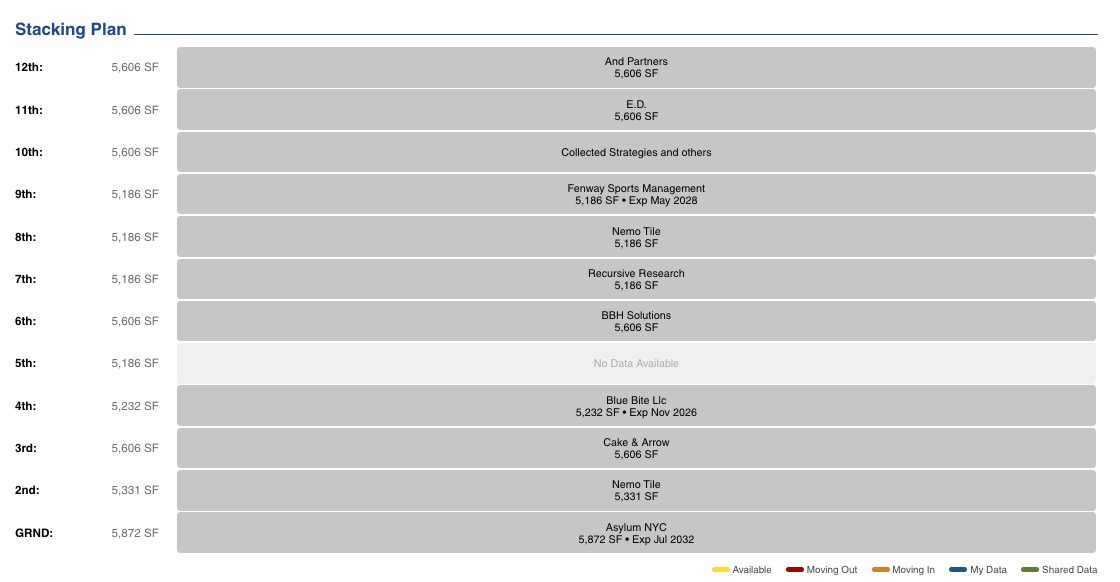 Stacking Plan
12th: 5,606 SF And Partners
5,606 SF
11th: 5,606 SF E.D.
5,606 SF
10th: 5,606 SF Collected Strategies and others
9th: 5,186 SF Fenway Sports Management
5,186 SF • Exp May 2028
8th: 5,186 SF Nemo Tile
5,186 SF
7th: 5,186 SF Recursive Research
5,186 SF
6th: 5,606 SF BBH Solutions
5,606 SF
5th: 5,186 SF No Data Available
4th: 5,232 SF Blue Bite Llc
5,232 SF • Exp Nov 2026
3rd: 5,606 SF Cake & Arrow
5,606 SF
2nd: 5,331 SF Nemo Tile
5,331 SF
GRND: 5,872 SF Asylum NYC
5,872 SF • Exp Jul 2032
Available Moving Out Moving In My Data Shared Data